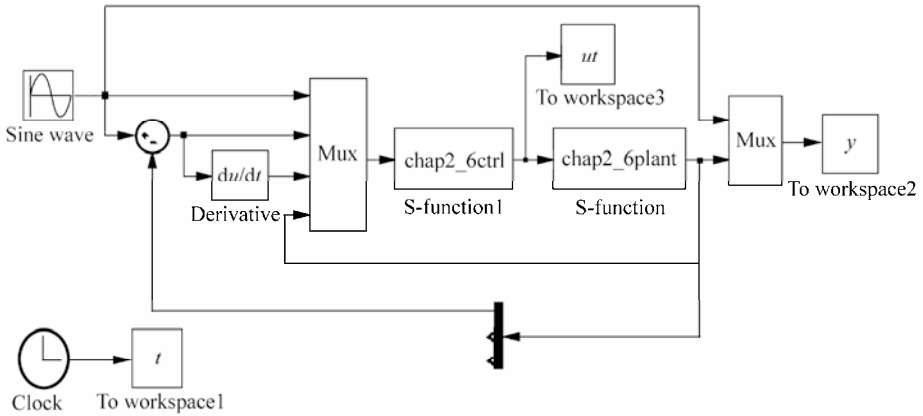 ut
To workspace3
Sine wave
Mux
chap2_6ctrl
chap2_6plant
Mux
y
du/dt
To workspace2
Derivative
S-function1
S-function
t
Clock
To workspace1